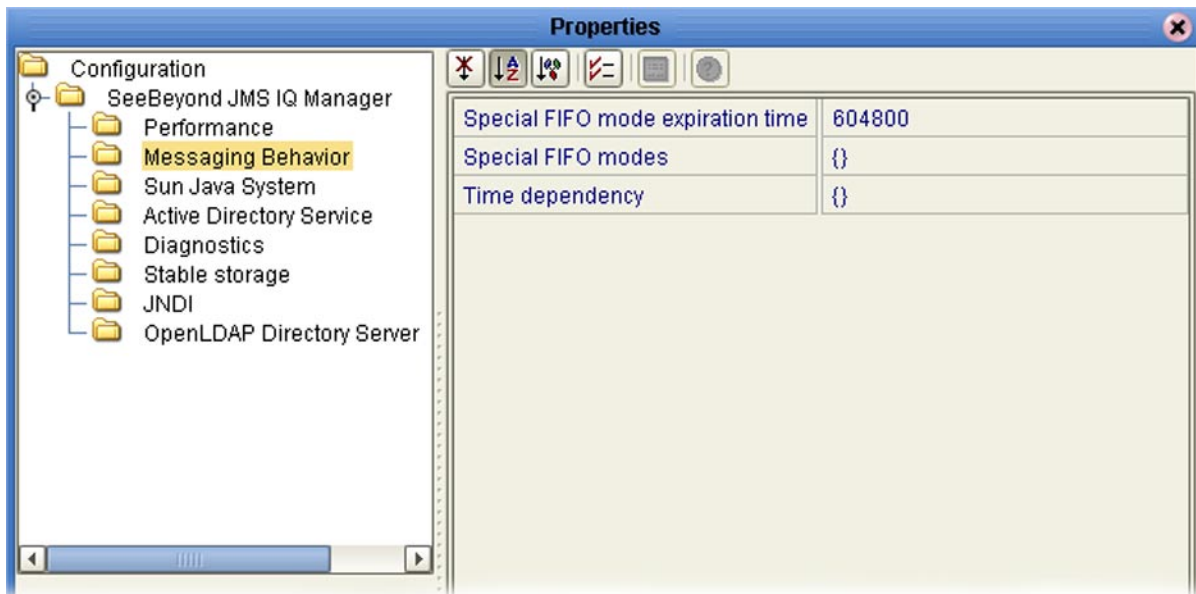 Properties
Configuration
SeeBeyond JMS IQ Manager
Performance
Messaging Behavior
Sun Java System
Active Directory Service
Diagnostics
Stable storage
JNDI
OpenLDAP Directory Server
Special FIFO mode expiration time 604800
Special FIFO modes {}
Time dependency {}